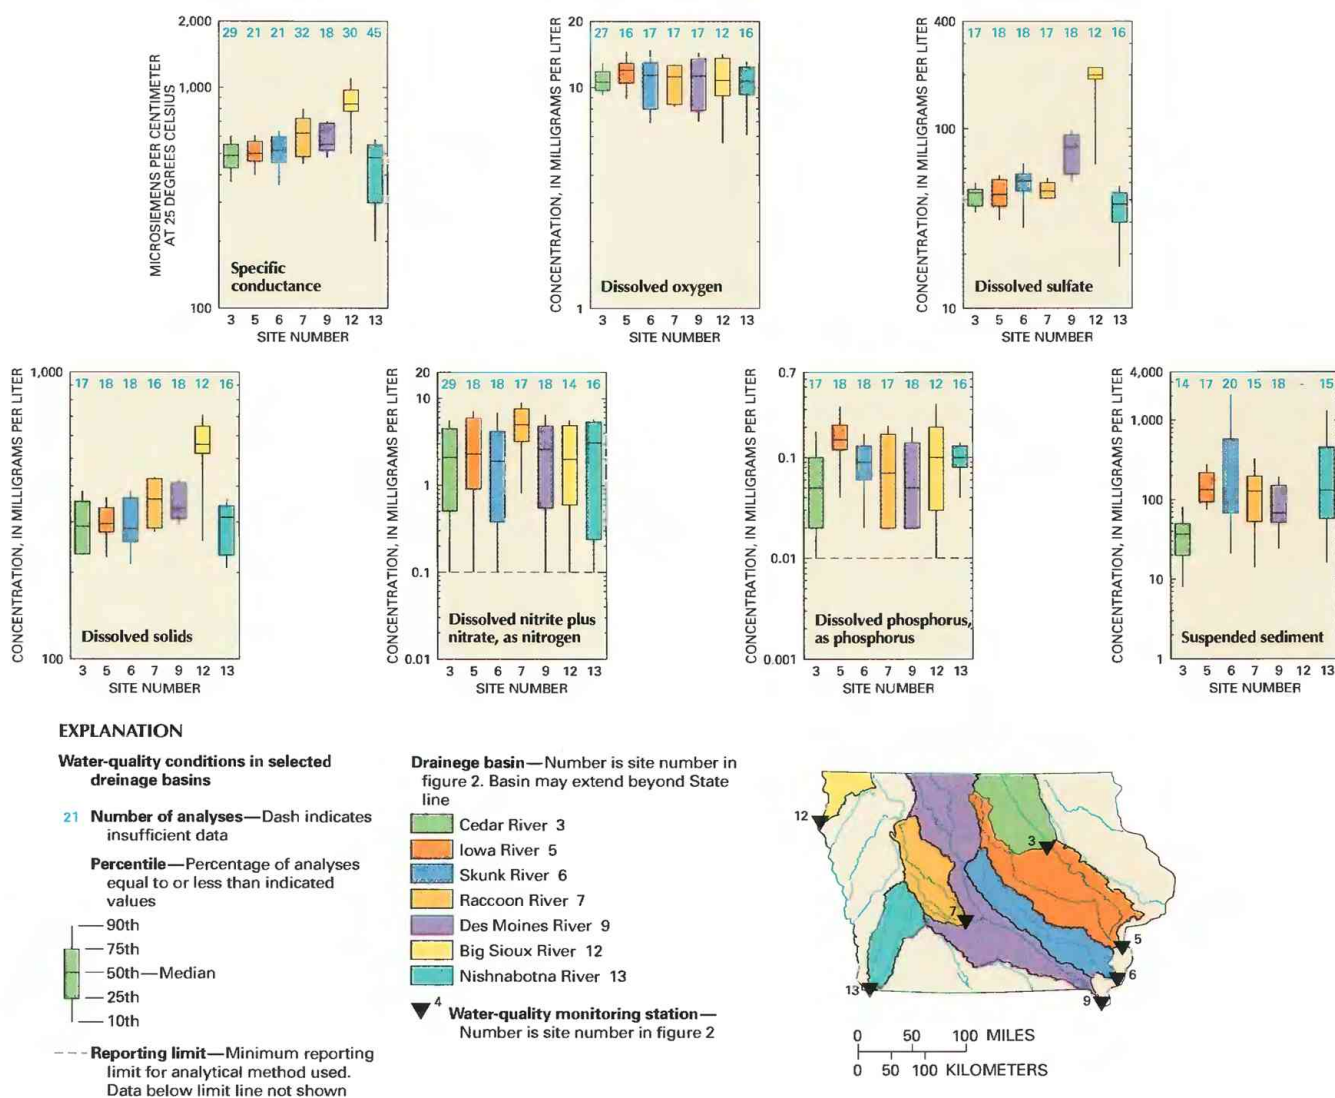 2,000
29 21 21 32 18 30 45
1,000
100
MICROSIEMENS PER CENTIMETER
AT 25 DEGREES CELSIUS
Specific
conductance
3 5 6 7 9 12 13
SITE NUMBER
20
27 16 17 17 17 12 16
10
1
CONCENTRATION, IN MILLIGRAMS PER LITER
Dissolved oxygen
3 5 6 7 9 12 13
SITE NUMBER
400
17 18 18 17 18 12 16
100
10
CONCENTRATION, IN MILLIGRAMS PER LITER
Dissolved sulfate
3 5 6 7 9 12 13
SITE NUMBER
1,000
17 18 18 16 18 12 16
100
CONCENTRATION, IN MILLIGRAMS PER LITER
Dissolved solids
3 5 6 7 9 12 13
SITE NUMBER
20
29 18 18 17 18 14 16
10
1
0.1
0.01
CONCENTRATION, IN MILLIGRAMS PER LITER
Dissolved nitrite plus
nitrate, as nitrogen
3 5 6 7 9 12 13
SITE NUMBER
0.7
17 18 18 17 18 12 16
0.1
0.01
0.001
CONCENTRATION, IN MILLIGRAMS PER LITER
Dissolved phosphorus,
as phosphorus
3 5 6 7 9 12 13
SITE NUMBER
4,000
14 17 20 15 18 - 15
1,000
100
10
1
CONCENTRATION, IN MILLIGRAMS PER LITER
Suspended sediment
3 5 6 7 9 12 13
SITE NUMBER
EXPLANATION
Water-quality conditions in selected
dreinage basins
21 Number of analyses—Dash indicates
insufficient data
Percentile—Percentage of analyses
equal to or less than indicated
values
90th
75th
50th—Median
25th
10th
Reporting limit—Minimum reporting
limit for analytical method used.
Data below limit line not shown
Drainege basin—Number is site number in
figure 2. Basin may extend beyond State
line
Cedar River 3
Iowa River 5
Skunk River 6
Raccoon River 7
Des Moines River 9
Big Sioux River 12
Nishnabotna River 13
4 Water-quality monitoring station—
Number is site number in figure 2
12
3
7
5
6
13
9
0 50 100 MILES
0 50 100 KILOMETERS